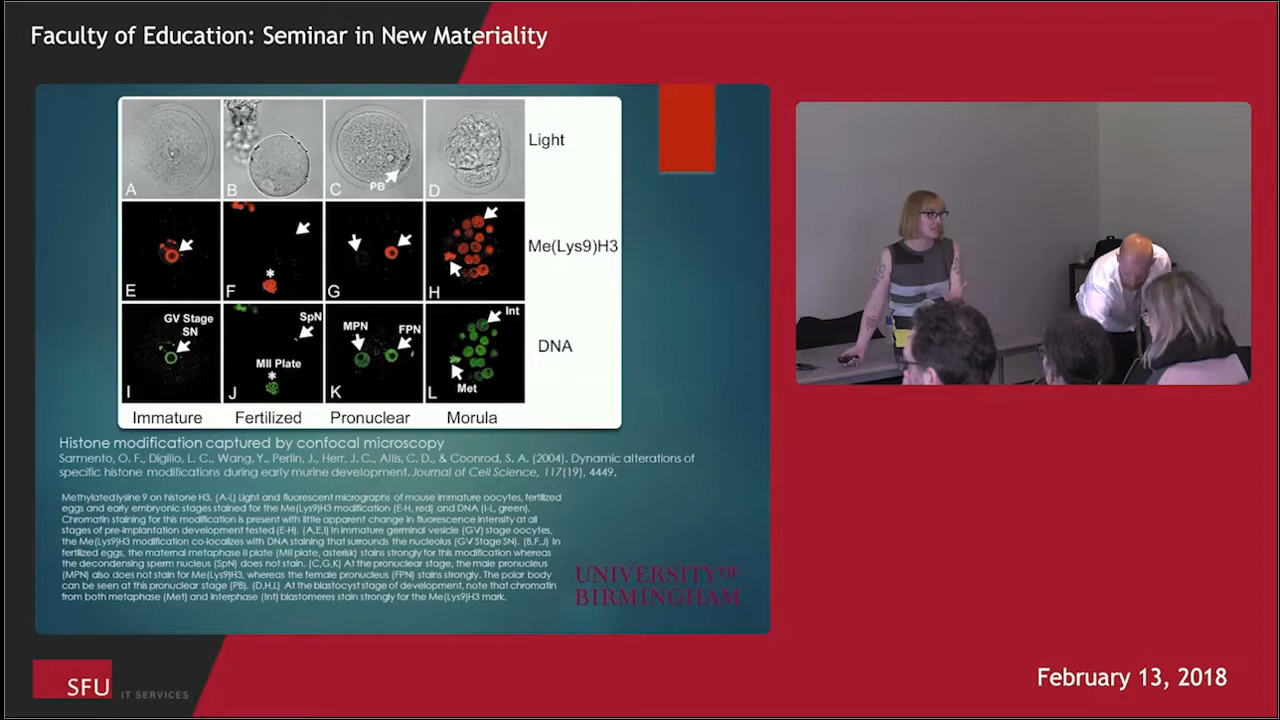 Faculty of Education: Seminar in New Materiality
A
B
C
PB
D
Light
E
F
*
G
H
Me(Lys9)H3
GV Stage
SN
I
SpN
MII Plate
*
J
MPN
FPN
K
Int
Met
L
DNA
Immature
Fertilized
Pronuclear
Morula
Histone modification captured by confocal microscopy
Sarmento, O. F., Digilio, L. C., Wang, Y., Perlin, J., Herr, J. C., Allis, C. D., & Coonrod, S. A. (2004). Dynamic alterations of
specific histone modifications during early murine development. Journal of Cell Science, 117(19), 4449.
Methylated lysine 9 on histone H3. (A-L) Light and fluorescent micrographs of mouse immature oocytes, fertilized
eggs and early embryonic stages stained for the Me(Lys9)H3 modification (E-H, red) and DNA (I-L, green).
Chromatin staining for this modification is present with little apparent change in fluorescence intensity at all
stages of pre-implantation development tested (E-H). (A,E,I) In immature germinal vesicle (GV) stage oocytes,
the Me(Lys9)H3 modification co-localizes with DNA staining that surrounds the nucleolus (GV Stage SN). (B,F,J) In
fertilized eggs, the maternal metaphase II plate (MII plate, asterisk) stains strongly for this modification whereas
the decondensing sperm nucleus (SpN) does not stain. (C,G,K) At the pronuclear stage, the male pronucleus
(MPN) also does not stain for Me(Lys9)H3, whereas the female pronucleus (FPN) stains strongly. The polar body
can be seen at this pronuclear stage (PB). (D,H,L) At the blastocyst stage of development, note that chromatin
from both metaphase (Met) and interphase (Int) blastomeres stain strongly for the Me(Lys9)H3 mark.
UNIVERSITY OF
BIRMINGHAM
SFU
IT SERVICES
February 13, 2018